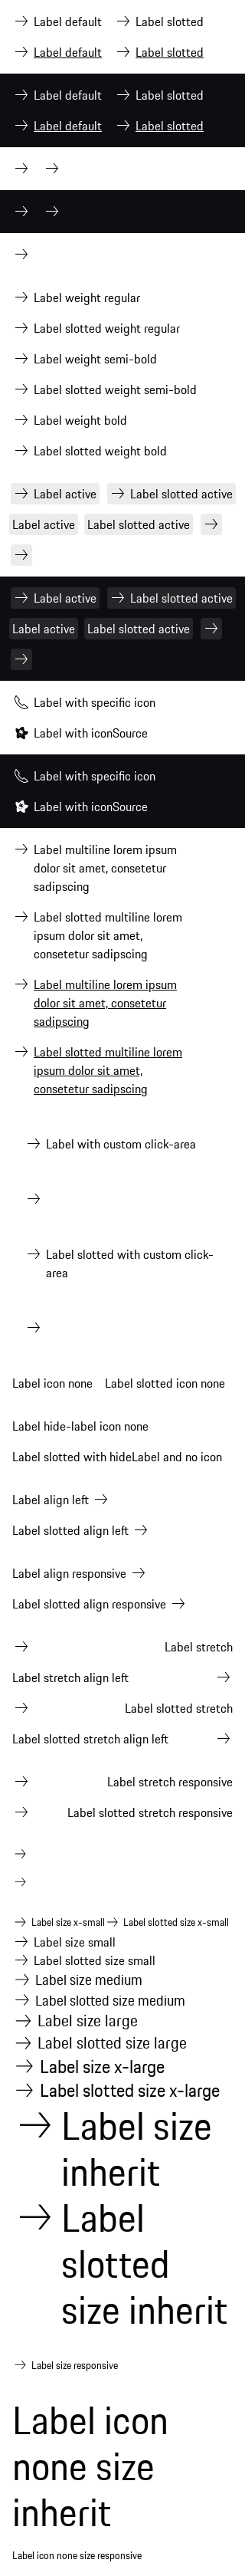 Label default Label slotted
Label default Label slotted
Label default Label slotted
Label default Label slotted
Label weight regular
Label slotted weight regular
Label weight semi-bold
Label slotted weight semi-bold
Label weight bold
Label slotted weight bold
Label active Label slotted active
Label active Label slotted active
Label active Label slotted active
Label active Label slotted active
Label with specific icon
Label with iconSource
Label with specific icon
Label with iconSource
Label multiline lorem ipsum
dolor sit amet, consetetur
sadipscing
Label slotted multiline lorem
ipsum dolor sit amet,
consetetur sadipscing
Label multiline lorem ipsum
dolor sit amet, consetetur
sadipscing
Label slotted multiline lorem
ipsum dolor sit amet,
consetetur sadipscing
Label with custom click-area
Label slotted with custom click-
area
Label icon none Label slotted icon none
Label hide-label icon none
Label slotted with hideLabel and no icon
Label align left
Label slotted align left
Label align responsive
Label slotted align responsive
Label stretch
Label stretch align left
Label slotted stretch
Label slotted stretch align left
Label stretch responsive
Label slotted stretch responsive
Label size x-small Label slotted size x-small
Label size small
Label slotted size small
Label size medium
Label slotted size medium
Label size large
Label slotted size large
Label size x-large
Label slotted size x-large
Label size
inherit
Label
slotted
size inherit
Label size responsive
Label icon
none size
inherit
Label icon none size responsive